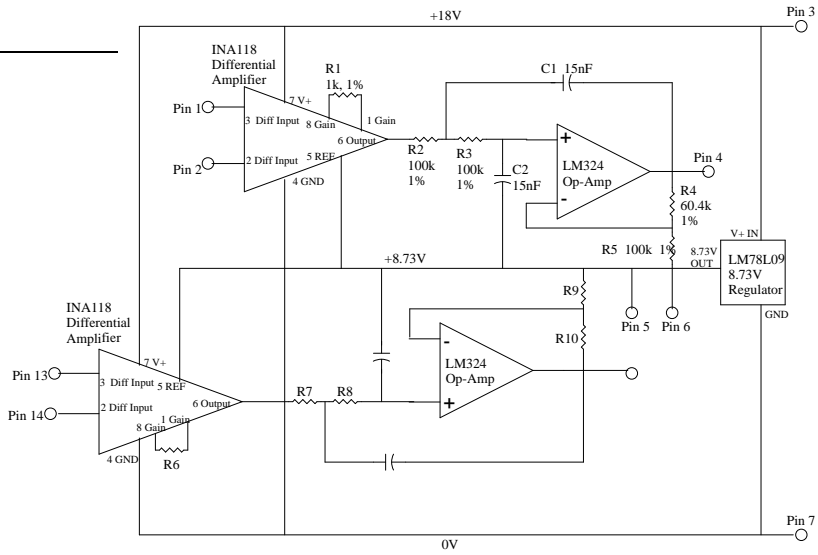 +18V
Pin 3
INA118
Differential
Amplifier
R1
1k, 1%
C1 15nF
7 V+
Pin 1
3 Diff Input
8 Gain
1 Gain
6 Output
5 REF
Pin 2
2 Diff Input
4 GND
R2
100k
1%
R3
100k
1%
C2
15nF
+
-
LM324
Op-Amp
Pin 4
R4
60.4k
1%
V+ IN
R5 100k 1%
8.73V
OUT
LM78L09
8.73V
Regulator
GND
+8.73V
Pin 5
Pin 6
INA118
Differential
Amplifier
7 V+
Pin 13
3 Diff Input
5 REF
6 Output
Pin 14
2 Diff Input
1 Gain
8 Gain
4 GND
R6
R7
R8
R9
R10
-
LM324
Op-Amp
+
Pin 7
0V